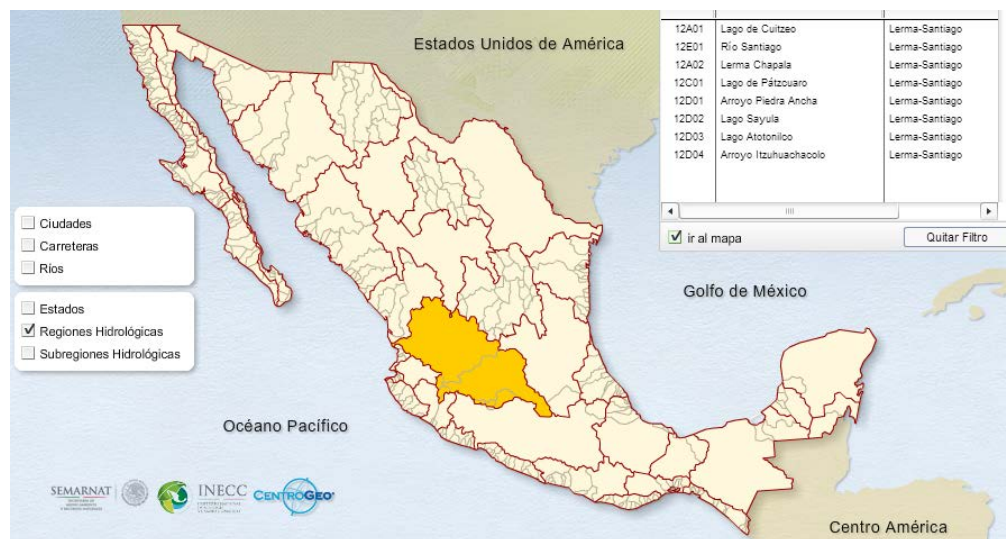 Estados Unidos de América
12A01 Lago de Cuitzeo Lerma-Santiago
12E01 Río Santiago Lerma-Santiago
12A02 Lerma Chapala Lerma-Santiago
12C01 Lago de Pátzcuaro Lerma-Santiago
12D01 Arroyo Piedra Ancha Lerma-Santiago
12D02 Lago Sayula Lerma-Santiago
12D03 Lago Atotonilco Lerma-Santiago
12D04 Arroyo Itzuhuachacolo Lerma-Santiago
ir al mapa
Quitar Filtro
Ciudades
Carreteras
Ríos
Estados
Regiones Hidrológicas
Subregiones Hidrológicas
Golfo de México
Océano Pacífico
SEMARNAT
INECC
CENTROGEO
Centro América